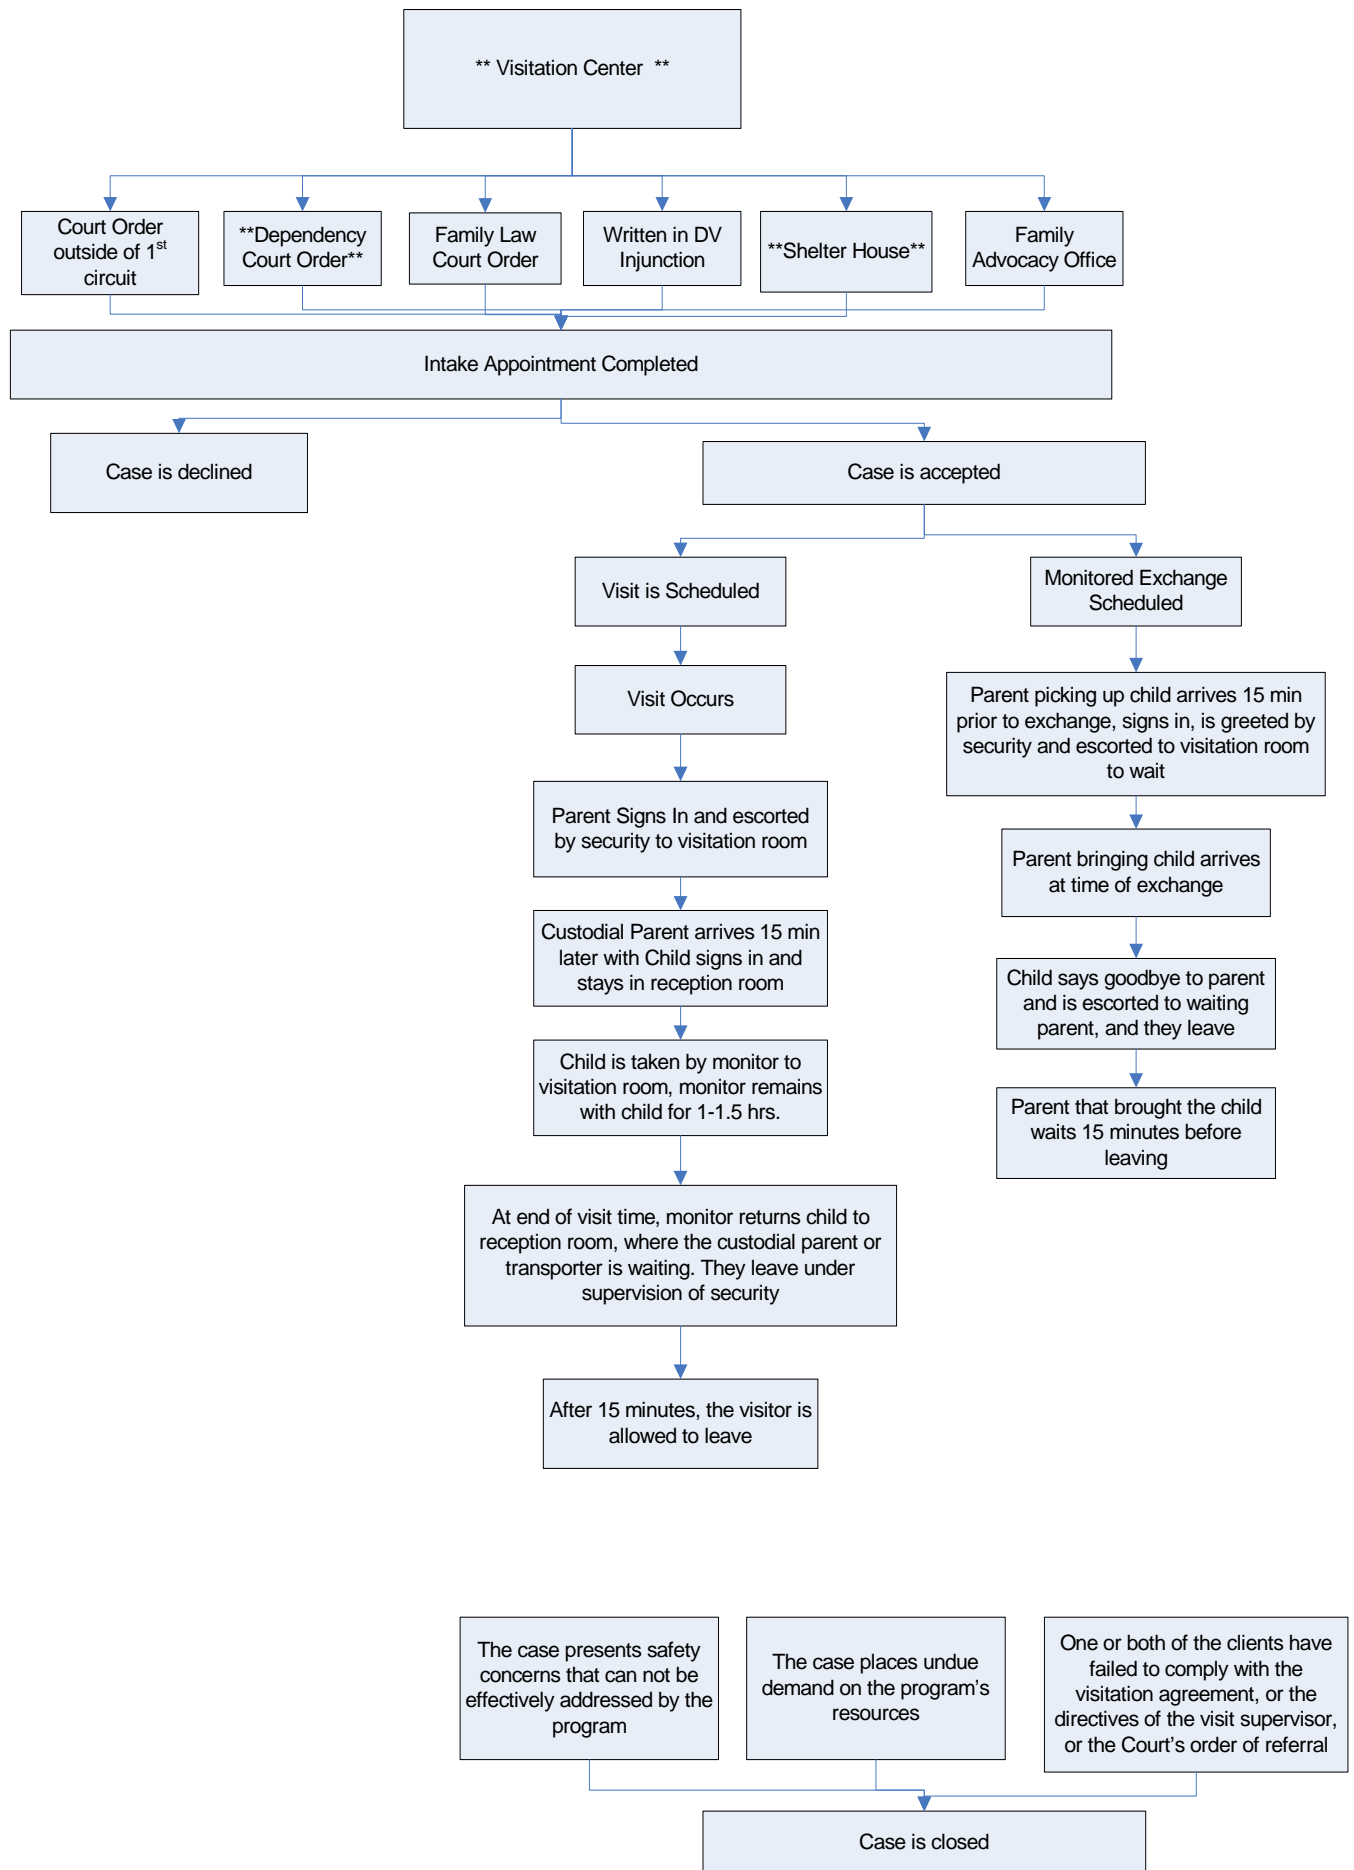 ** Visitation Center **
Court Order
outside of 1st
circuit
**Dependency
Court Order**
Family Law
Court Order
Written in DV
Injunction
**Shelter House**
Family
Advocacy Office
Intake Appointment Completed
Case is declined
Case is accepted
Visit is Scheduled
Monitored Exchange
Scheduled
Visit Occurs
Parent picking up child arrives 15 min
prior to exchange, signs in, is greeted by
security and escorted to visitation room
to wait
Parent Signs In and escorted
by security to visitation room
Parent bringing child arrives
at time of exchange
Custodial Parent arrives 15 min
later with Child signs in and
stays in reception room
Child says goodbye to parent
and is escorted to waiting
parent, and they leave
Child is taken by monitor to
visitation room, monitor remains
with child for 1-1.5 hrs.
Parent that brought the child
waits 15 minutes before
leaving
At end of visit time, monitor returns child to
reception room, where the custodial parent or
transporter is waiting. They leave under
supervision of security
After 15 minutes, the visitor is
allowed to leave
The case presents safety
concerns that can not be
effectively addressed by the
program
The case places undue
demand on the program’s
resources
One or both of the clients have
failed to comply with the
visitation agreement, or the
directives of the visit supervisor,
or the Court’s order of referral
Case is closed